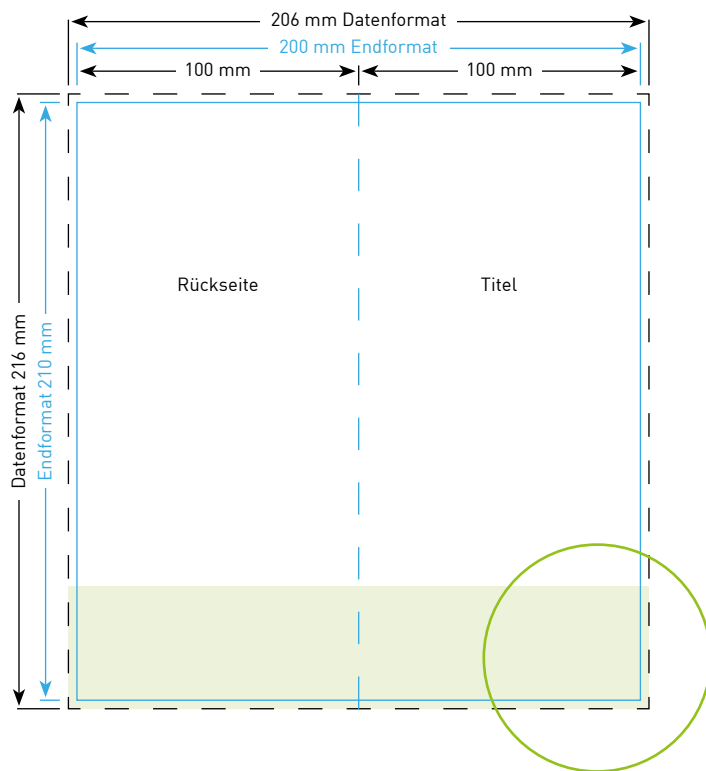 206 mm Datenformat
200 mm Endformat
100 mm
100 mm
Datenformat 216 mm
Endformat 210 mm
Rückseite
Titel